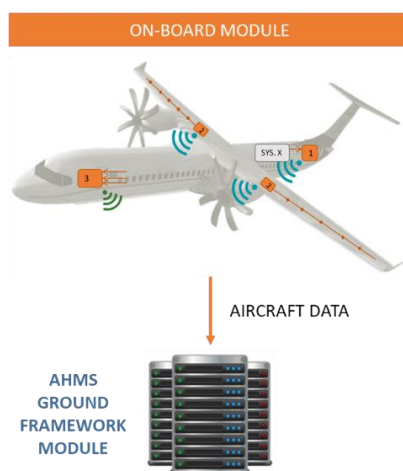 ON-BOARD MODULE
2
SYS. X
1
3
2
AIRCRAFT DATA
AHMS
GROUND
FRAMEWORK
MODULE